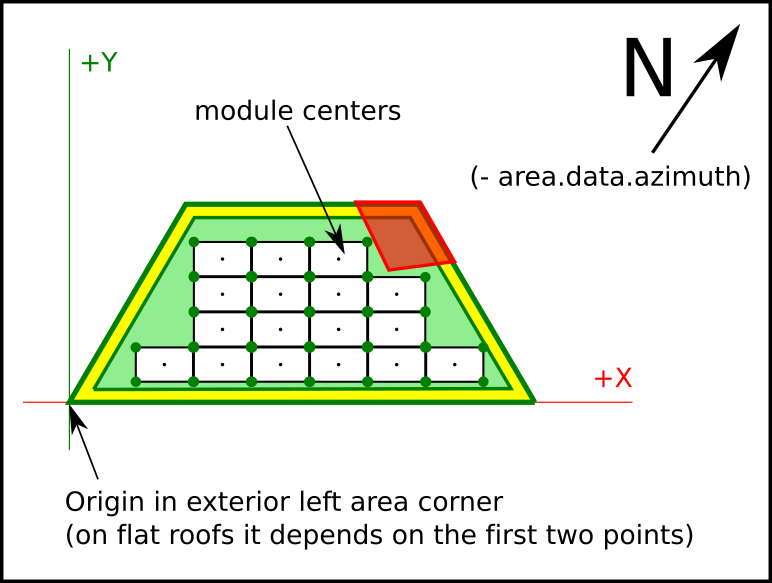 +Y
N
module centers
(- area.data.azimuth)
+X
Origin in exterior left area corner
(on flat roofs it depends on the first two points)